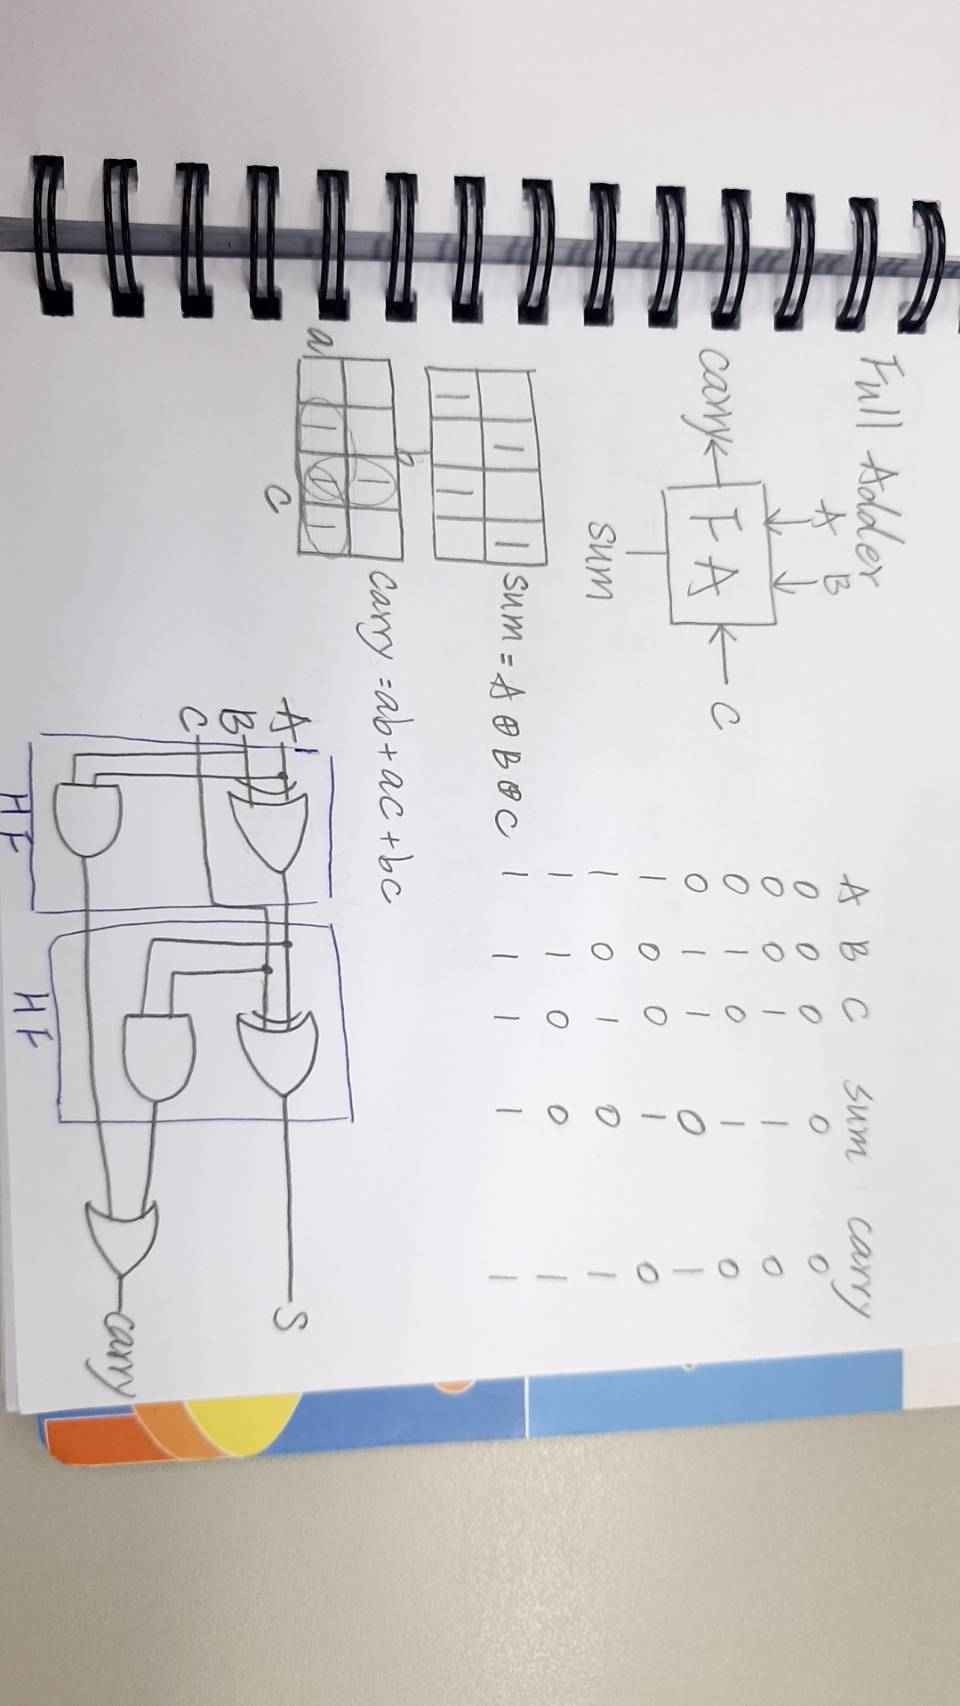 Full Adder
A B
carry FA C
sum
A B C sum carry
0 0 0 0 0
0 0 1 1 0
0 1 0 1 0
0 1 1 0 1
1 0 0 1 0
1 0 1 0 1
1 1 0 0 1
1 1 1 1 1
1 1
1 1
sum = A ⊕ B ⊕ C
b
1
a 1 1 1
c
carry = ab + ac + bc
A
B
C
S
carry
HF
HF